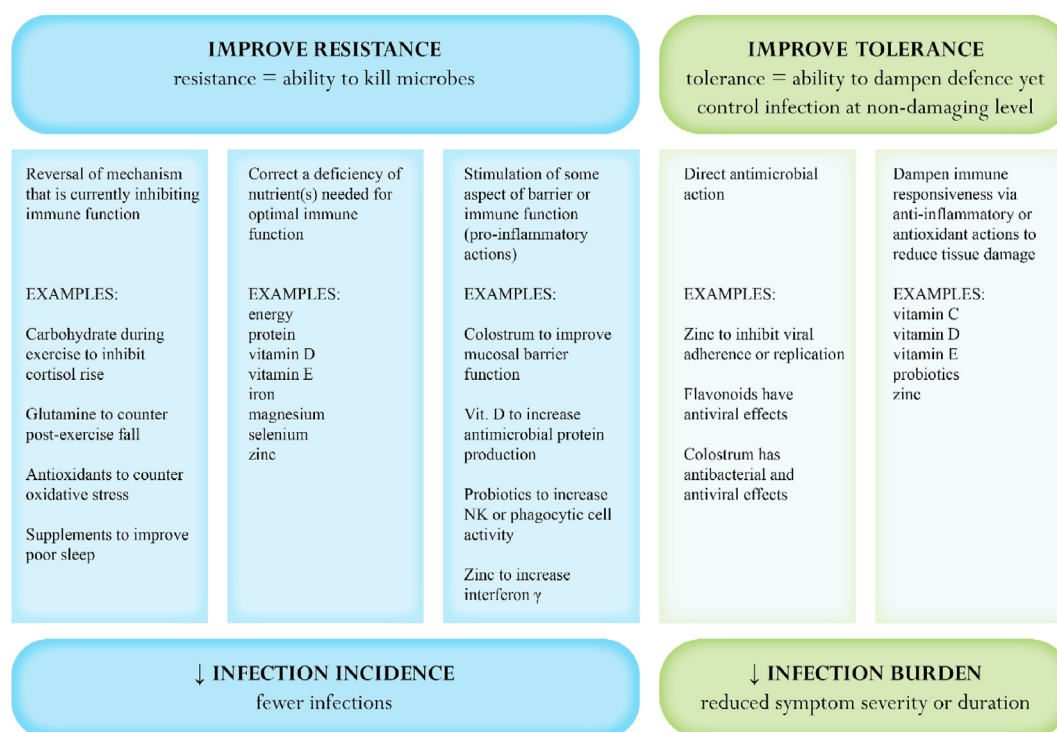 IMPROVE RESISTANCE
resistance = ability to kill microbes
IMPROVE TOLERANCE
tolerance = ability to dampen defence yet
control infection at non-damaging level
Reversal of mechanism
that is currently inhibiting
immune function
EXAMPLES:
Carbohydrate during
exercise to inhibit
cortisol rise
Glutamine to counter
post-exercise fall
Antioxidants to counter
oxidative stress
Supplements to improve
poor sleep
Correct a deficiency of
nutrient(s) needed for
optimal immune
function
EXAMPLES:
energy
protein
vitamin D
vitamin E
iron
magnesium
selenium
zinc
Stimulation of some
aspect of barrier or
immune function
(pro-inflammatory
actions)
EXAMPLES:
Colostrum to improve
mucosal barrier
function
Vit. D to increase
antimicrobial protein
production
Probiotics to increase
NK or phagocytic cell
activity
Zinc to increase
interferon γ
Direct antimicrobial
action
EXAMPLES:
Zinc to inhibit viral
adherence or replication
Flavonoids have
antiviral effects
Colostrum has
antibacterial and
antiviral effects
Dampen immune
responsiveness via
anti-inflammatory or
antioxidant actions to
reduce tissue damage
EXAMPLES:
vitamin C
vitamin D
vitamin E
probiotics
zinc
↓ INFECTION INCIDENCE
fewer infections
↓ INFECTION BURDEN
reduced symptom severity or duration